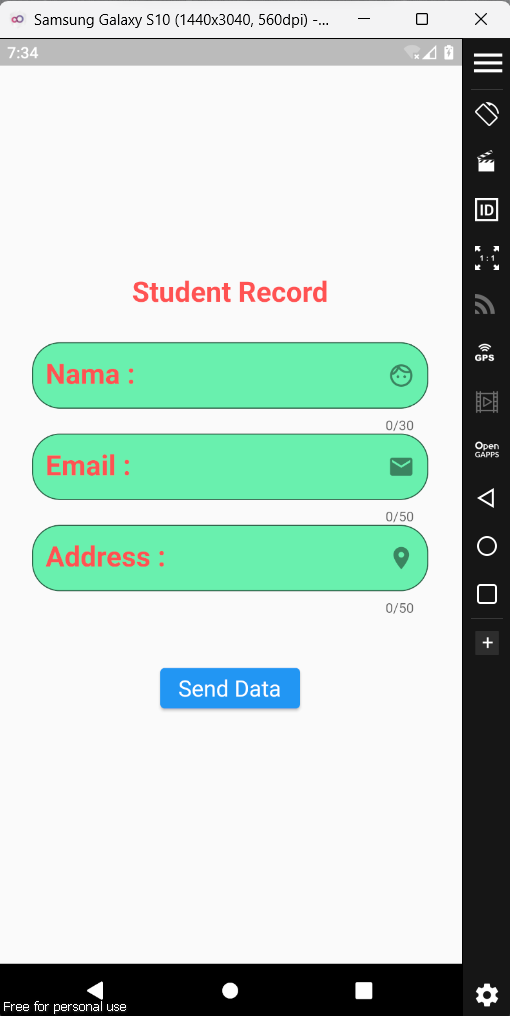 Samsung Galaxy S10 (1440x3040, 560dpi) -...
7:34
ID
1:1
GPS
Open
GAPPS
Student Record
Nama :
0/30
Email :
0/50
Address :
0/50
Send Data
Free for personal use